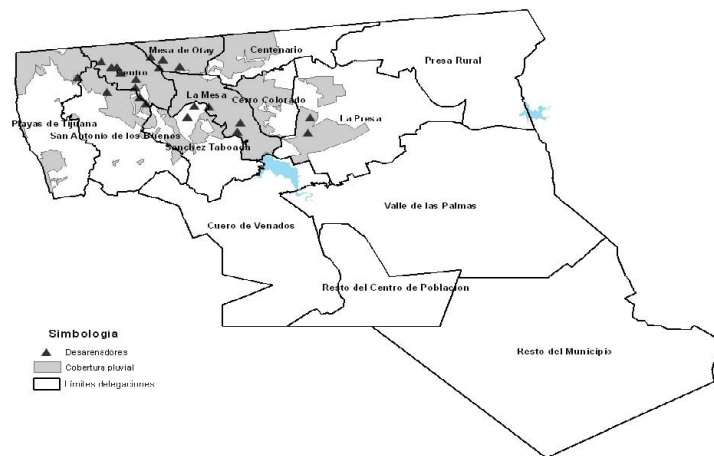 Mesa de Otay
Centenario
Presa Rural
Centro
La Mesa
Cerro Colorado
Playas de Tijuana
La Presa
San Antonio de los Buenos
Sanchez Taboada
Valle de las Palmas
Cuero de Venados
Resto del Centro de Poblacion
Resto del Municipio
Simbología
Desarenadores
Cobertura pluvial
Límites delegaciones